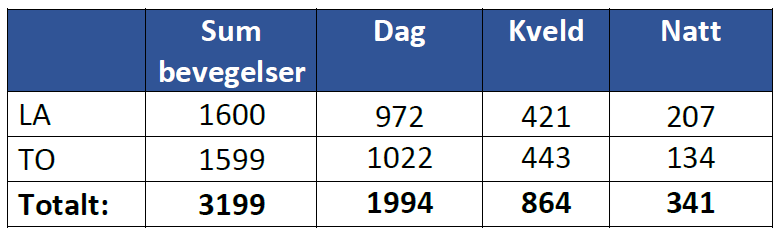 Sum bevegelser Dag Kveld Natt
LA 1600 972 421 207
TO 1599 1022 443 134
Totalt: 3199 1994 864 341